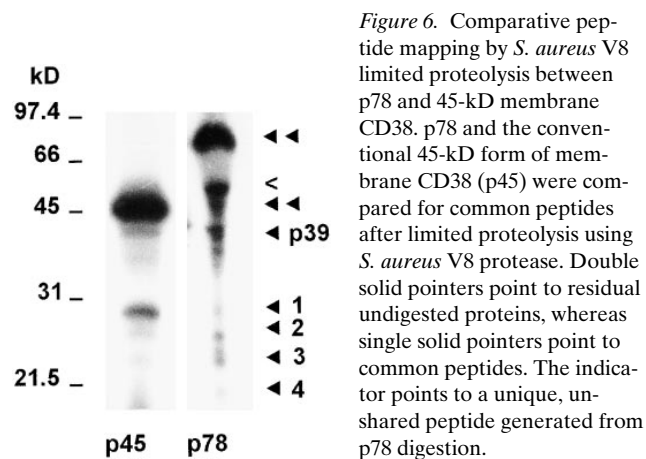 kD
97.4 _
66 _
45 _
31 _
21.5 _
◄ ◄
<
◄ ◄
◄ p39
◄ 1
◄ 2
◄ 3
◄ 4
p45 p78
Figure 6. Comparative pep-
tide mapping by S. aureus V8
limited proteolysis between
p78 and 45-kD membrane
CD38. p78 and the conven-
tional 45-kD form of mem-
brane CD38 (p45) were com-
pared for common peptides
after limited proteolysis using
S. aureus V8 protease. Double
solid pointers point to residual
undigested proteins, whereas
single solid pointers point to
common peptides. The indica-
tor points to a unique, un-
shared peptide generated from
p78 digestion.